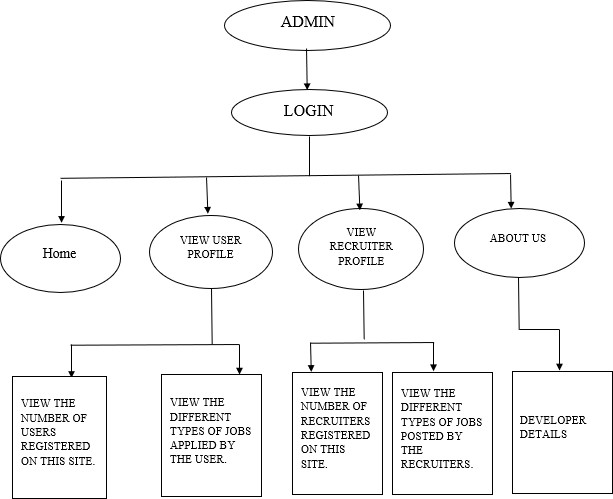 ADMIN
LOGIN
Home
VIEW USER
PROFILE
VIEW
RECRUITER
PROFILE
ABOUT US
VIEW THE
NUMBER OF
USERS
REGISTERED
ON THIS SITE.
VIEW THE
DIFFERENT
TYPES OF JOBS
APPLIED BY
THE USER.
VIEW THE
NUMBER OF
RECRUITERS
REGISTERED
ON THIS
SITE.
VIEW THE
DIFFERENT
TYPES OF JOBS
POSTED BY
THE
RECRUITERS.
DEVELOPER
DETAILS